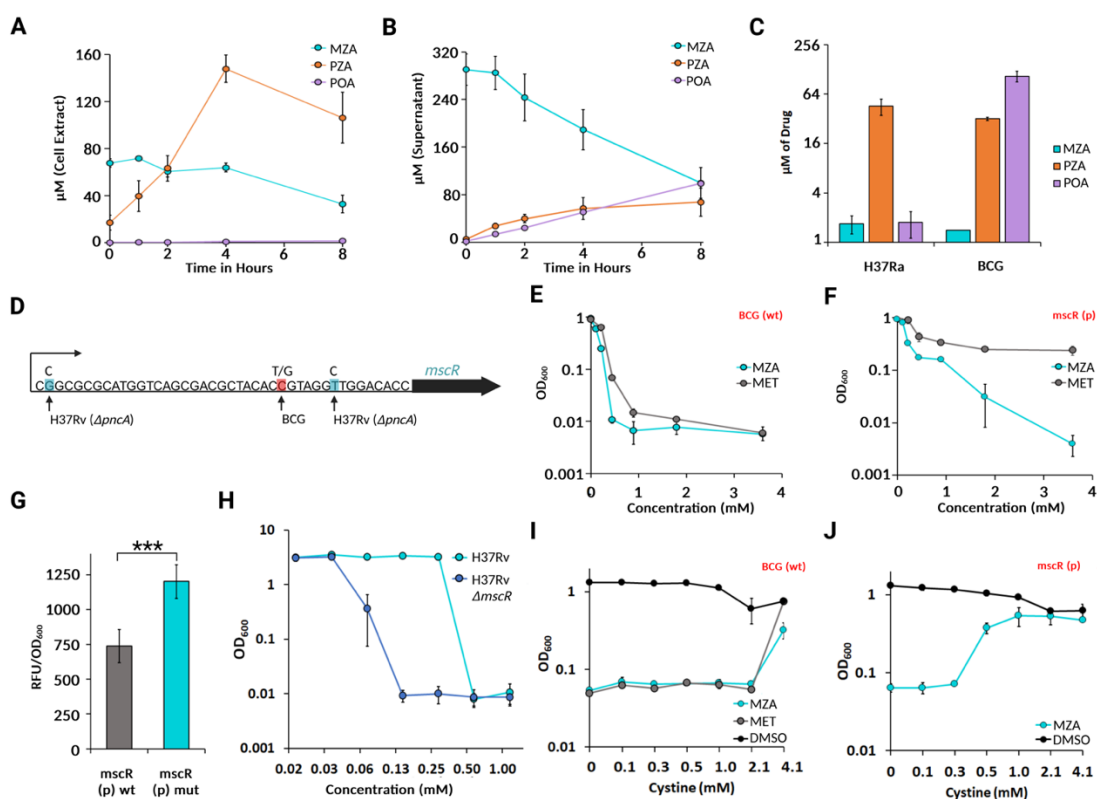 A
µM (Cell Extract)
160
120
80
40
0
0 2 4 6 8
Time in Hours
MZA
PZA
POA
B
µM (Supernatant)
320
240
160
80
0
0 2 4 6 8
Time in Hours
MZA
PZA
POA
C
µM of Drug
256
64
16
4
1
H37Ra BCG
MZA
PZA
POA
D
C T/G C mscR
CGGCGCGCATGGTCAGCGACGCTACACCGTAGGTTGGACACC
H37Rv (ΔpncA) BCG H37Rv (ΔpncA)
E
BCG (wt)
OD600
1
0.1
0.01
0.001
0 1 2 3 4
Concentration (mM)
MZA
MET
F
mscR (p)
OD600
1
0.1
0.01
0.001
0 1 2 3 4
Concentration (mM)
MZA
MET
G
RFU/OD600
1250
1000
750
500
250
0
***
mscR mscR
(p) wt (p) mut
H
OD600
10
1
0.1
0.01
0.001
0.02 0.03 0.06 0.13 0.25 0.50 1.00
Concentration (mM)
H37Rv
H37Rv
ΔmscR
I
BCG (wt)
OD600
1
0.1
0.01
0 0.1 0.3 0.5 1.0 2.1 4.1
Cystine (mM)
MZA
MET
DMSO
J
mscR (p)
OD600
1
0.1
0.01
0 0.1 0.3 0.5 1.0 2.1 4.1
Cystine (mM)
MZA
DMSO